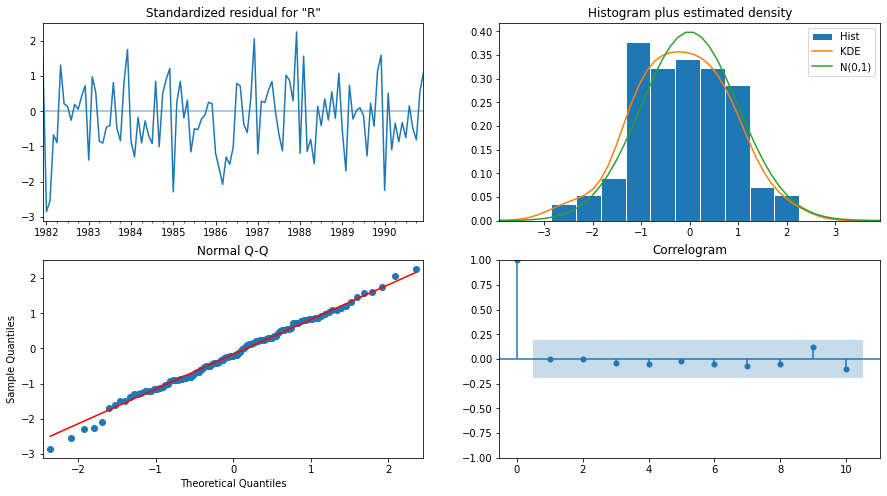 Standardized residual for "R"
2
1
0
−1
−2
−3
1982 1983 1984 1985 1986 1987 1988 1989 1990
Histogram plus estimated density
0.40
0.35
0.30
0.25
0.20
0.15
0.10
0.05
0.00
−3 −2 −1 0 1 2 3
Hist
KDE
N(0,1)
Normal Q-Q
Sample Quantiles
2
1
0
−1
−2
−3
−2 −1 0 1 2
Theoretical Quantiles
Correlogram
1.00
0.75
0.50
0.25
0.00
−0.25
−0.50
−0.75
−1.00
0 2 4 6 8 10